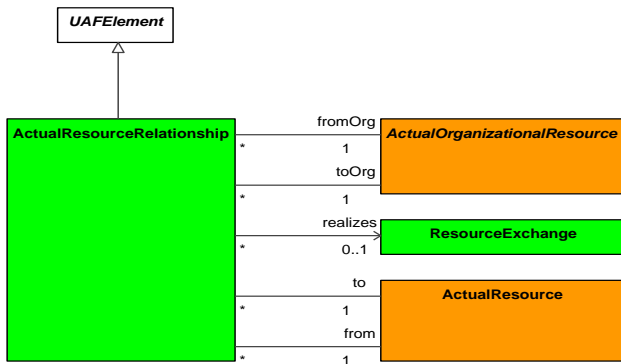 UAFElement
ActualResourceRelationship
fromOrg
ActualOrganizationalResource
* 1
toOrg
* 1
realizes
ResourceExchange
* 0..1
to
ActualResource
* 1
from
* 1